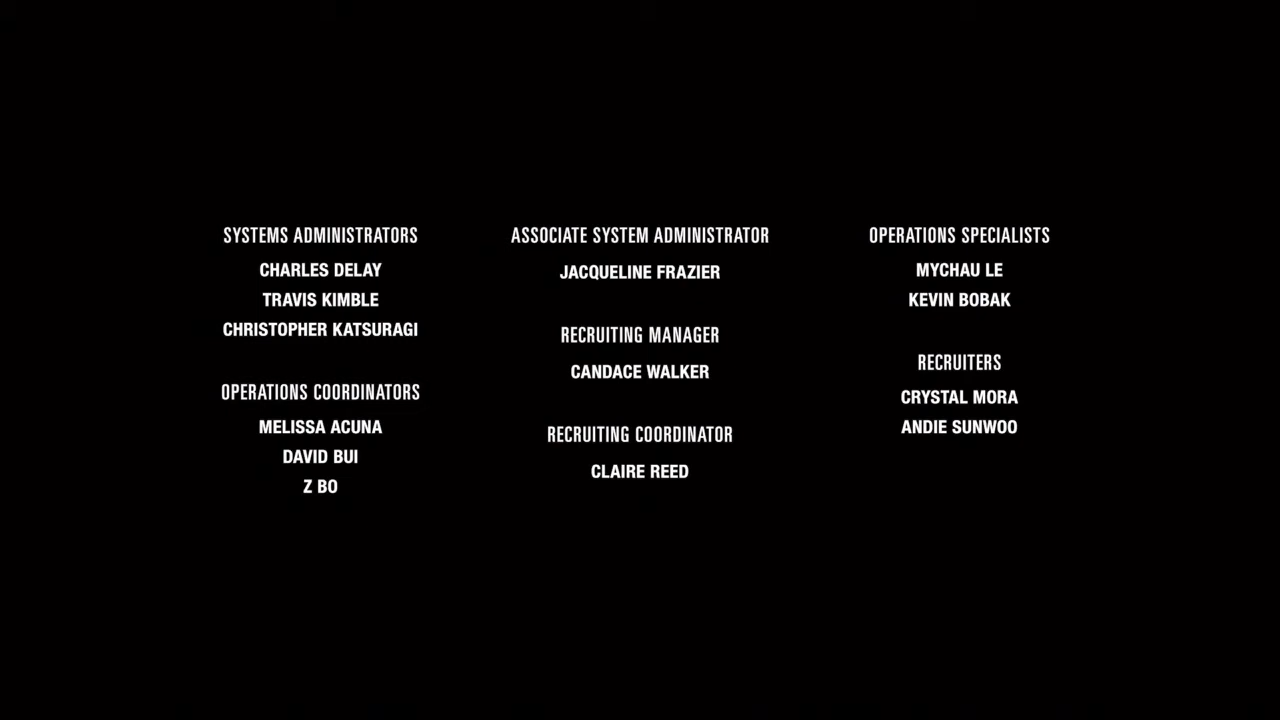 SYSTEMS ADMINISTRATORS
CHARLES DELAY
TRAVIS KIMBLE
CHRISTOPHER KATSURAGI
OPERATIONS COORDINATORS
MELISSA ACUNA
DAVID BUI
Z BO
ASSOCIATE SYSTEM ADMINISTRATOR
JACQUELINE FRAZIER
RECRUITING MANAGER
CANDACE WALKER
RECRUITING COORDINATOR
CLAIRE REED
OPERATIONS SPECIALISTS
MYCHAU LE
KEVIN BOBAK
RECRUITERS
CRYSTAL MORA
ANDIE SUNWOO